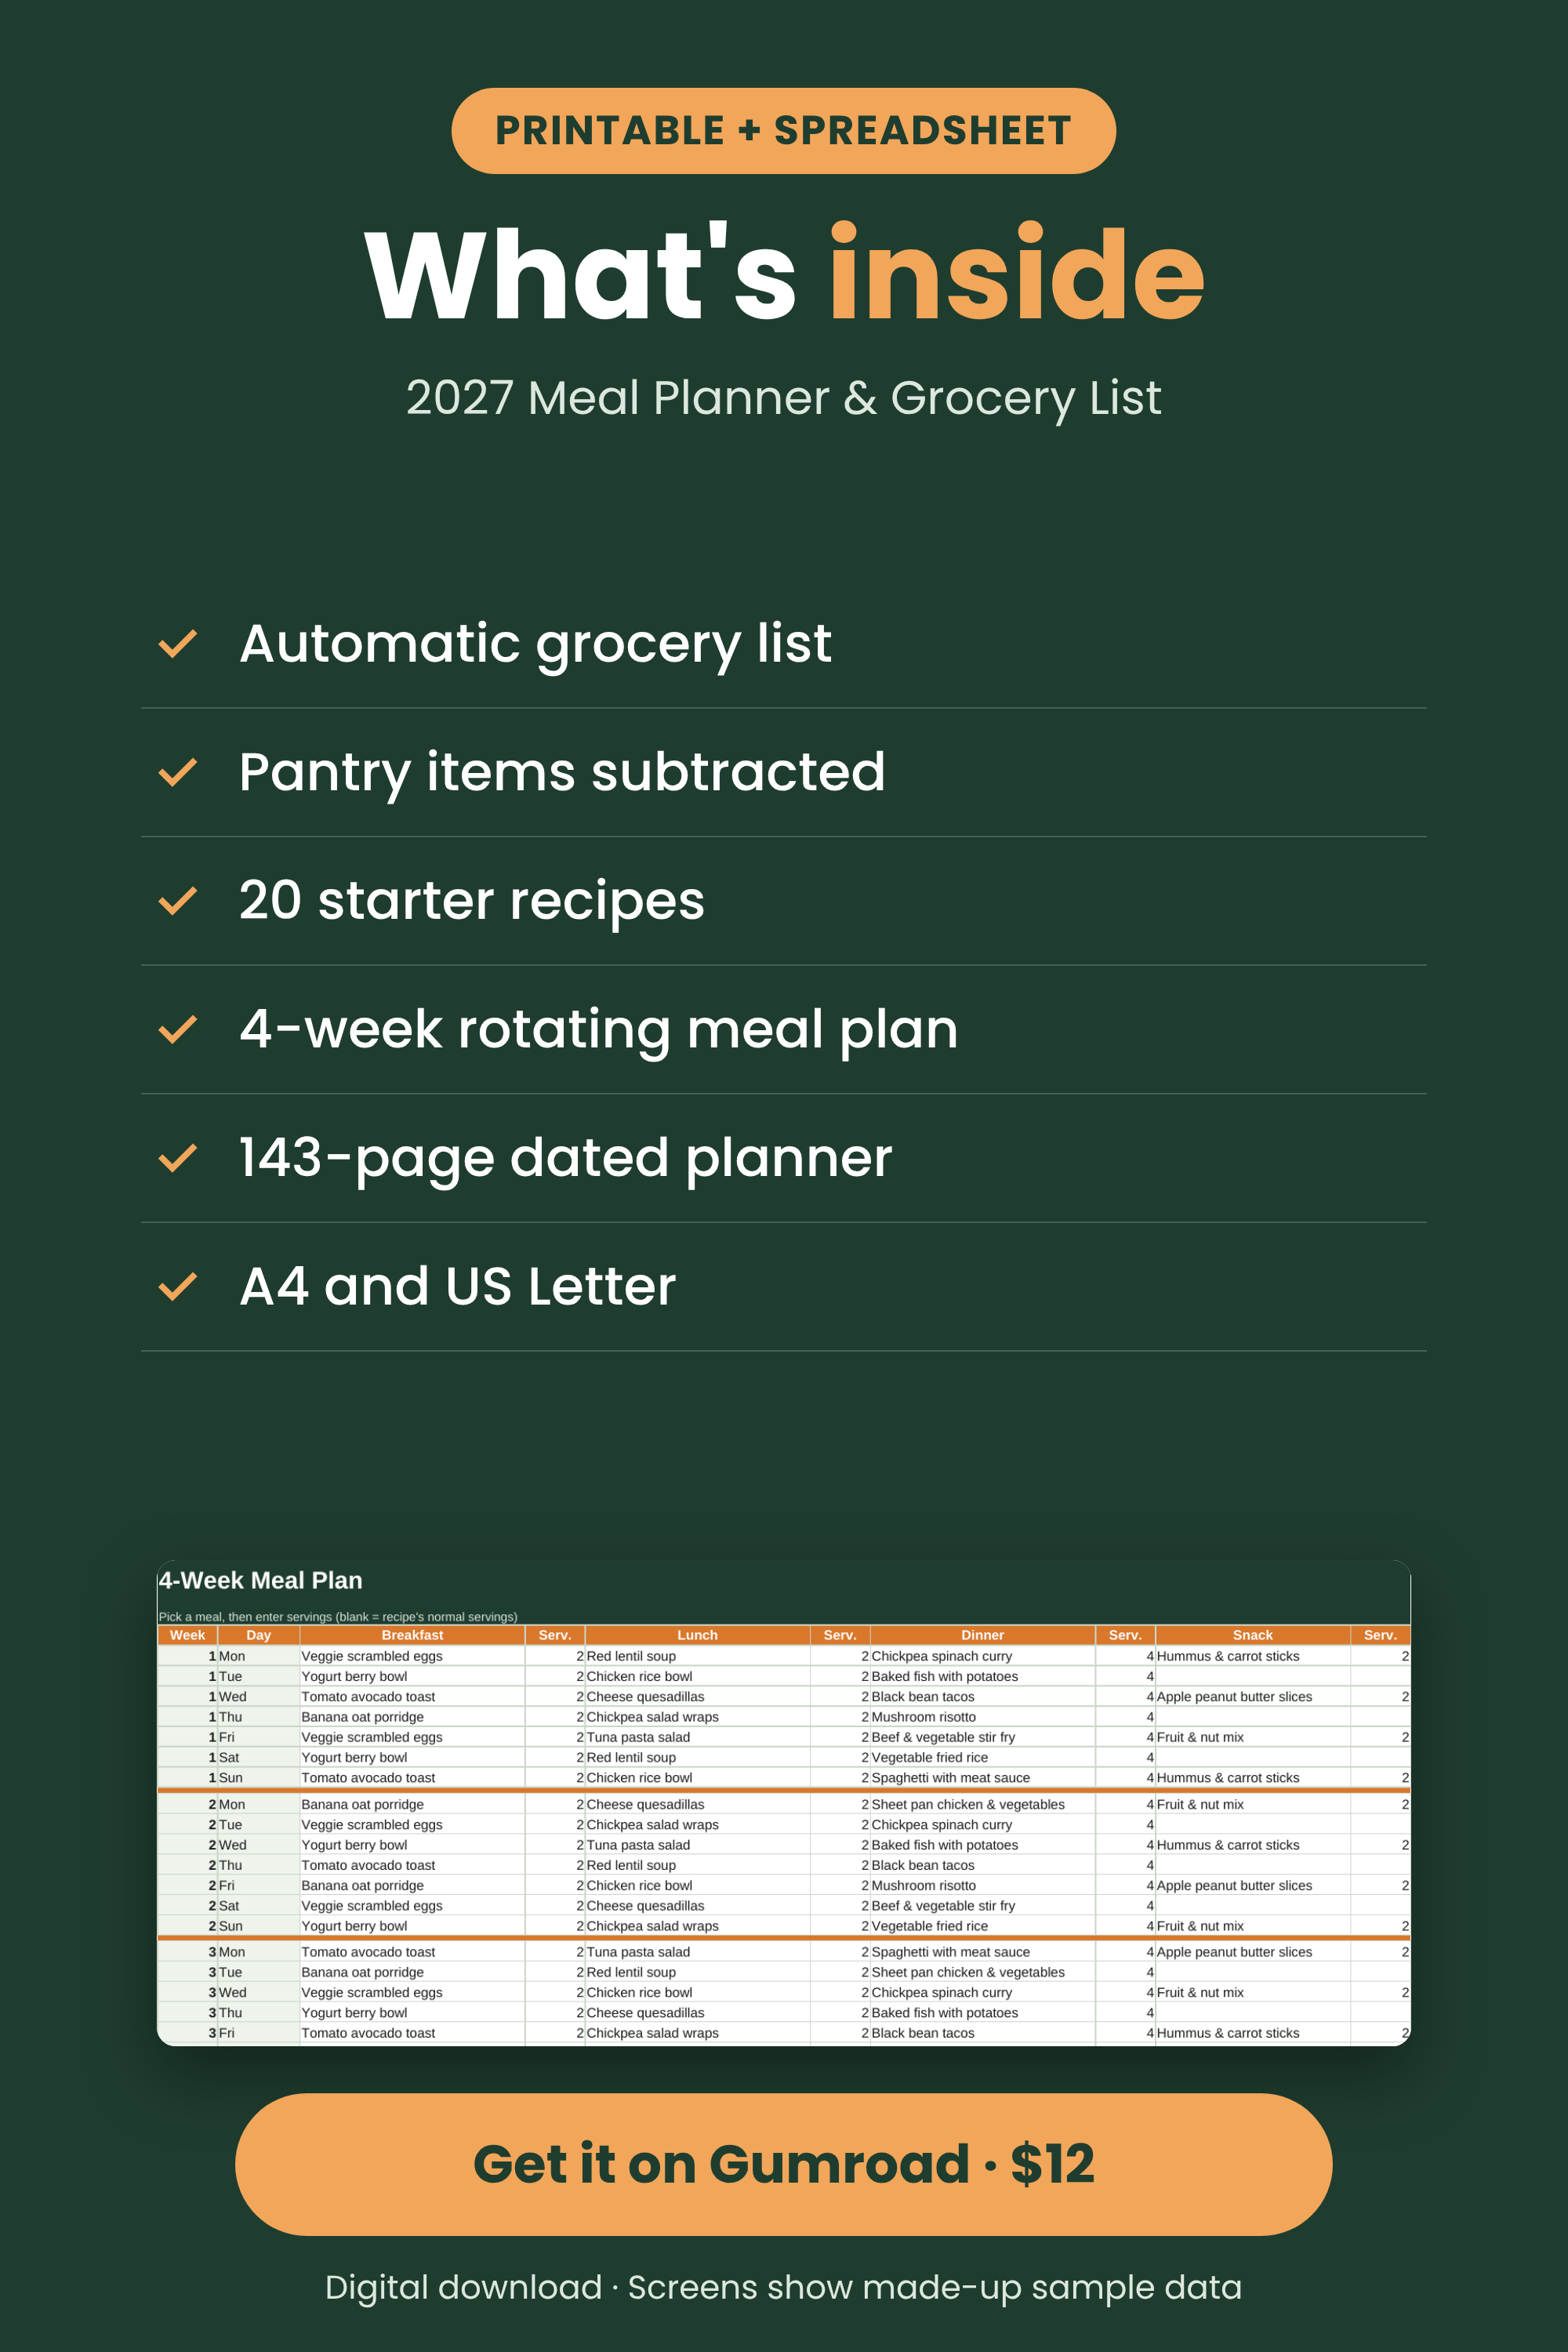 PRINTABLE + SPREADSHEET
What's inside
2027 Meal Planner & Grocery List
Automatic grocery list
Pantry items subtracted
20 starter recipes
4-week rotating meal plan
143-page dated planner
A4 and US Letter
4-Week Meal Plan
Pick a meal, then enter servings (blank = recipe's normal servings)
Week Day Breakfast Serv. Lunch Serv. Dinner Serv. Snack Serv.
1 Mon Veggie scrambled eggs 2 Red lentil soup 2 Chickpea spinach curry 4 Hummus & carrot sticks 2
1 Tue Yogurt berry bowl 2 Chicken rice bowl 2 Baked fish with potatoes 4
1 Wed Tomato avocado toast 2 Cheese quesadillas 2 Black bean tacos 4 Apple peanut butter slices 2
1 Thu Banana oat porridge 2 Chickpea salad wraps 2 Mushroom risotto 4
1 Fri Veggie scrambled eggs 2 Tuna pasta salad 2 Beef & vegetable stir fry 4 Fruit & nut mix 2
1 Sat Yogurt berry bowl 2 Red lentil soup 2 Vegetable fried rice 4
1 Sun Tomato avocado toast 2 Chicken rice bowl 2 Spaghetti with meat sauce 4 Hummus & carrot sticks 2
2 Mon Banana oat porridge 2 Cheese quesadillas 2 Sheet pan chicken & vegetables 4 Fruit & nut mix 2
2 Tue Veggie scrambled eggs 2 Chickpea salad wraps 2 Chickpea spinach curry 4
2 Wed Yogurt berry bowl 2 Tuna pasta salad 2 Baked fish with potatoes 4 Hummus & carrot sticks 2
2 Thu Tomato avocado toast 2 Red lentil soup 2 Black bean tacos 4
2 Fri Banana oat porridge 2 Chicken rice bowl 2 Mushroom risotto 4 Apple peanut butter slices 2
2 Sat Veggie scrambled eggs 2 Cheese quesadillas 2 Beef & vegetable stir fry 4
2 Sun Yogurt berry bowl 2 Chickpea salad wraps 2 Vegetable fried rice 4 Fruit & nut mix 2
3 Mon Tomato avocado toast 2 Tuna pasta salad 2 Spaghetti with meat sauce 4 Apple peanut butter slices 2
3 Tue Banana oat porridge 2 Red lentil soup 2 Sheet pan chicken & vegetables 4
3 Wed Veggie scrambled eggs 2 Chicken rice bowl 2 Chickpea spinach curry 4 Fruit & nut mix 2
3 Thu Yogurt berry bowl 2 Cheese quesadillas 2 Baked fish with potatoes 4
3 Fri Tomato avocado toast 2 Chickpea salad wraps 2 Black bean tacos 4 Hummus & carrot sticks 2
Get it on Gumroad · $12
Digital download · Screens show made-up sample data